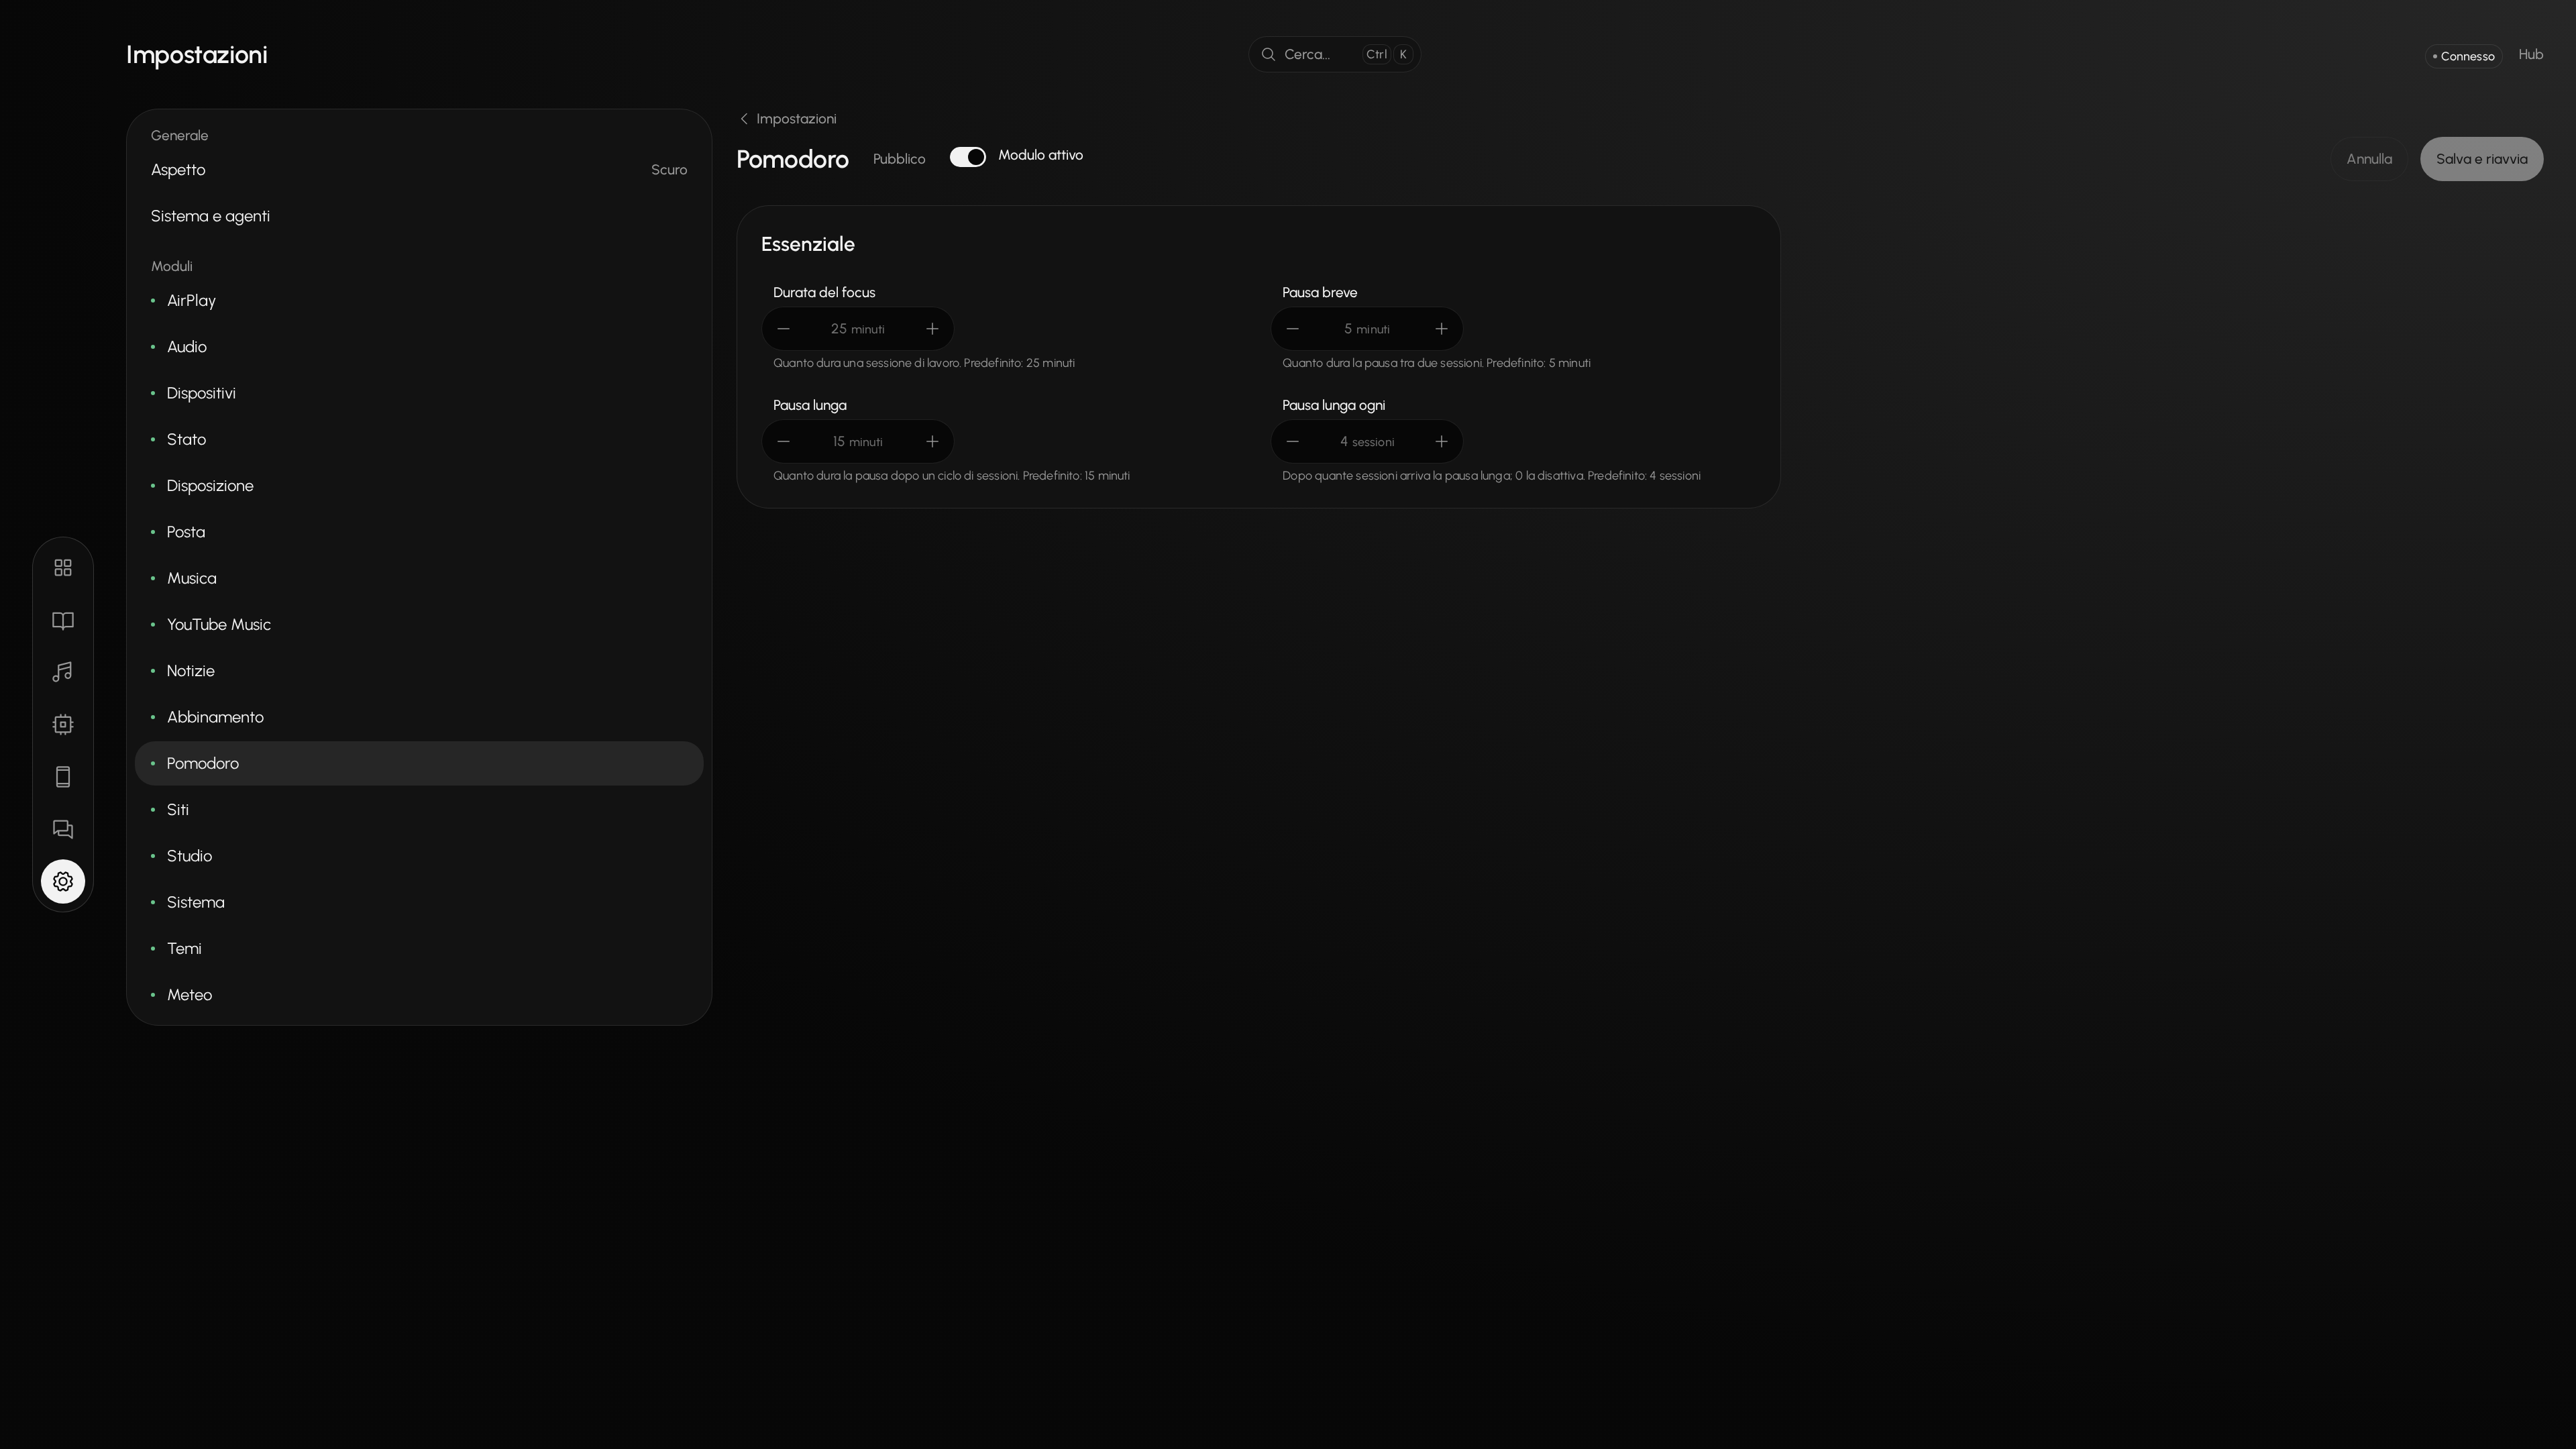 Impostazioni
Cerca...
Ctrl K
Connesso
Hub
Generale
Aspetto
Scuro
Sistema e agenti
Moduli
AirPlay
Audio
Dispositivi
Stato
Disposizione
Posta
Musica
YouTube Music
Notizie
Abbinamento
Pomodoro
Siti
Studio
Sistema
Temi
Meteo
Impostazioni
Pomodoro
Pubblico
Modulo attivo
Annulla
Salva e riavvia
Essenziale
Durata del focus
25 minuti
Quanto dura una sessione di lavoro. Predefinito: 25 minuti
Pausa breve
5 minuti
Quanto dura la pausa tra due sessioni. Predefinito: 5 minuti
Pausa lunga
15 minuti
Quanto dura la pausa dopo un ciclo di sessioni. Predefinito: 15 minuti
Pausa lunga ogni
4 sessioni
Dopo quante sessioni arriva la pausa lunga; 0 la disattiva. Predefinito: 4 sessioni